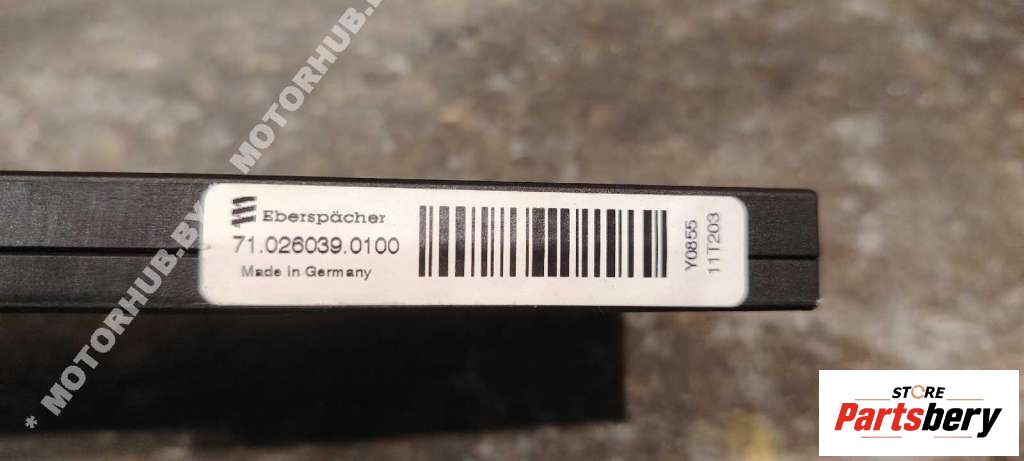 * MOTORHUB.BY * MOTORHUB.BY
Eberspächer
71.026039.0100
Made in Germany
Y0855
11T203
STORE
Partsbery